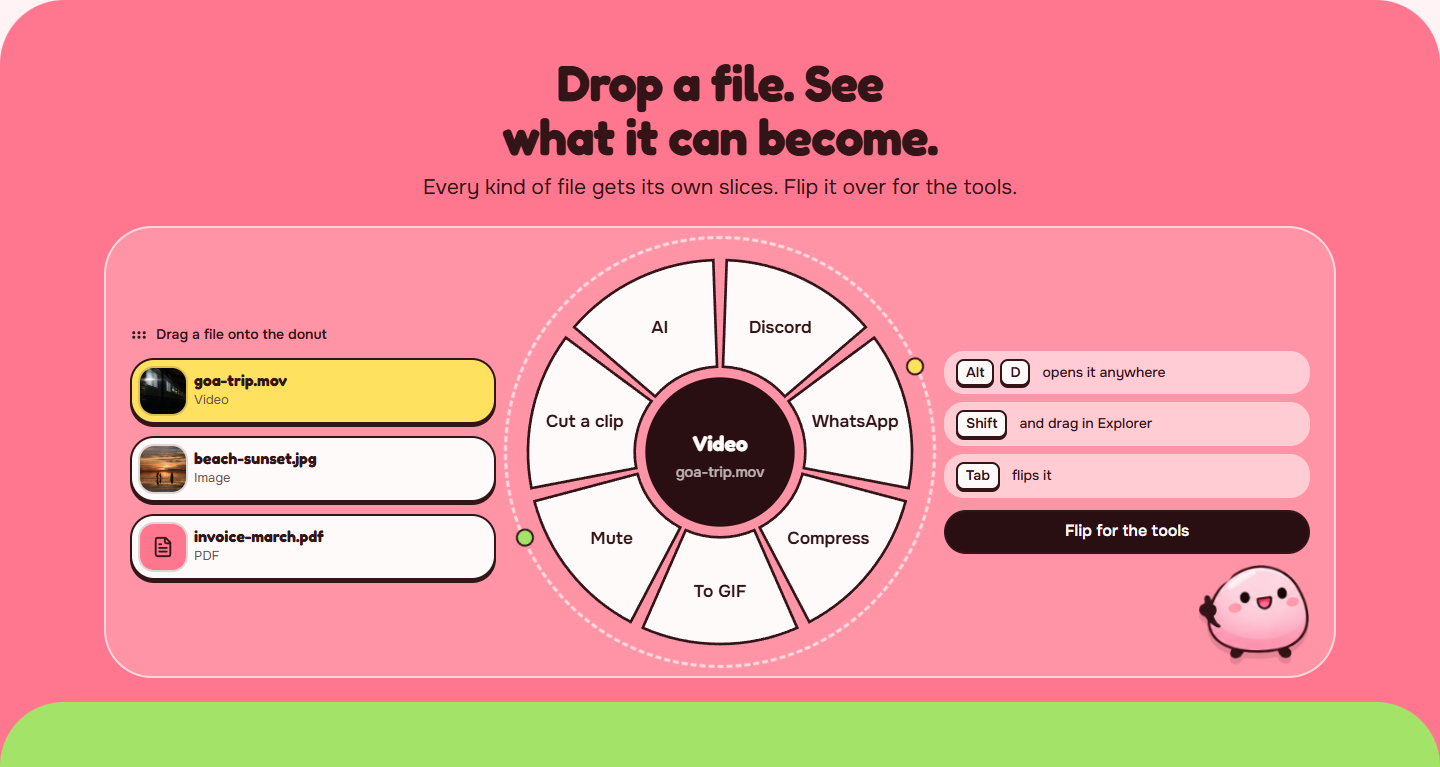 Drop a file. See
what it can become.
Every kind of file gets its own slices. Flip it over for the tools.
Drag a file onto the donut
goa-trip.mov
Video
beach-sunset.jpg
Image
invoice-march.pdf
PDF
AI
Discord
Cut a clip
WhatsApp
Video
goa-trip.mov
Mute
Compress
To GIF
Alt D opens it anywhere
Shift and drag in Explorer
Tab flips it
Flip for the tools